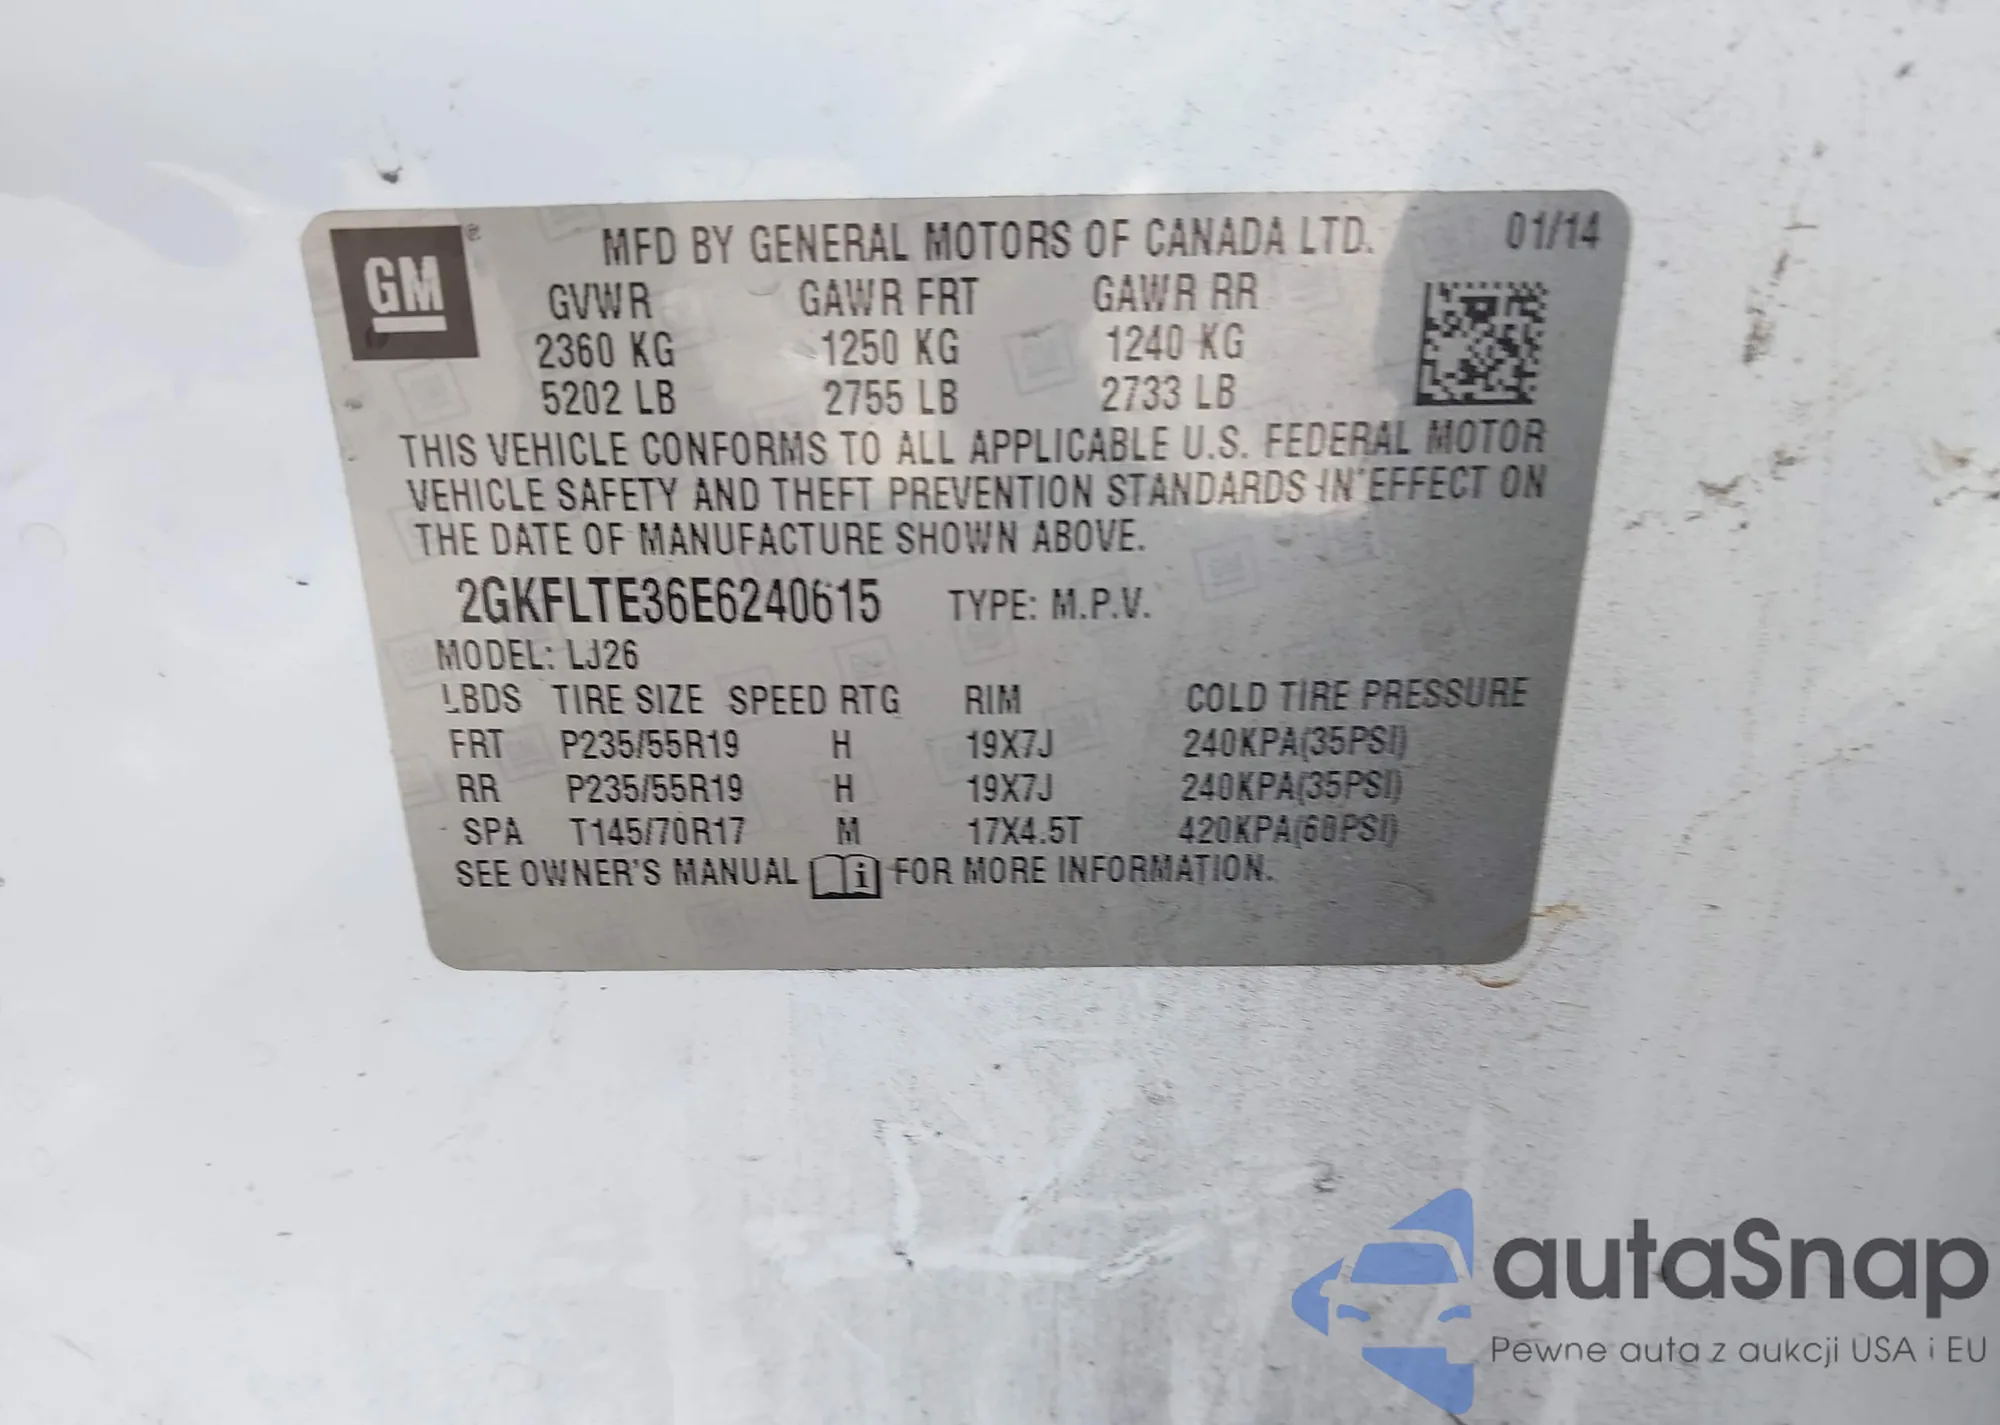 GM ®
MFD BY GENERAL MOTORS OF CANADA LTD. 01/14
GVWR GAWR FRT GAWR RR
2360 KG 1250 KG 1240 KG
5202 LB 2755 LB 2733 LB
THIS VEHICLE CONFORMS TO ALL APPLICABLE U.S. FEDERAL MOTOR
VEHICLE SAFETY AND THEFT PREVENTION STANDARDS IN EFFECT ON
THE DATE OF MANUFACTURE SHOWN ABOVE.
2GKFLTE36E6240615 TYPE: M.P.V.
MODEL: LJ26
LBDS TIRE SIZE SPEED RTG RIM COLD TIRE PRESSURE
FRT P235/55R19 H 19X7J 240KPA(35PSI)
RR P235/55R19 H 19X7J 240KPA(35PSI)
SPA T145/70R17 M 17X4.5T 420KPA(60PSI)
SEE OWNER'S MANUAL i FOR MORE INFORMATION.
autaSnap
Pewne auta z aukcji USA i EU